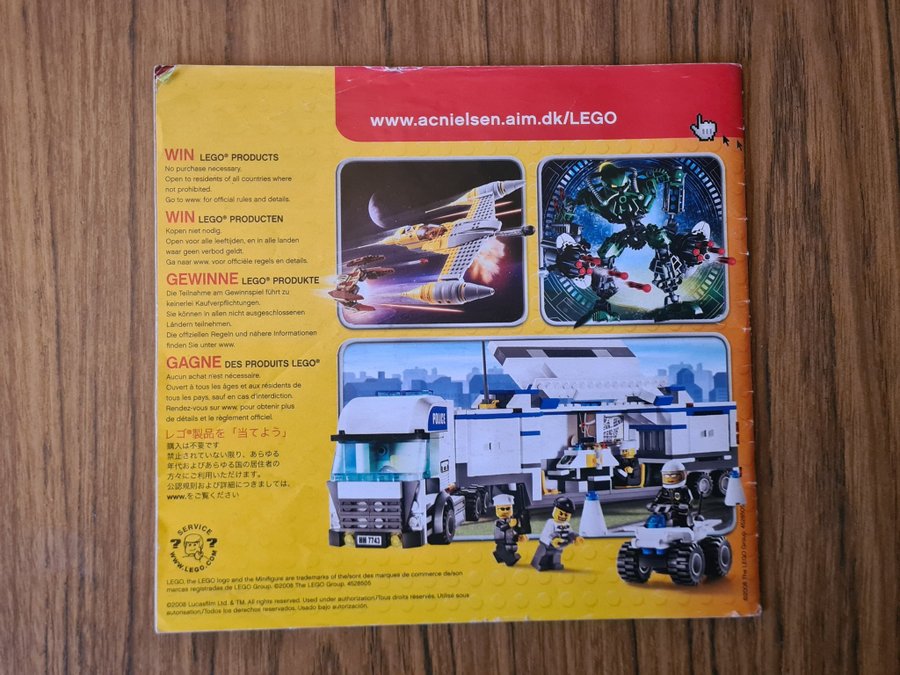 www.acnielsen.aim.dk/LEGO
WIN LEGO® PRODUCTS
No purchase necessary.
Open to residents of all countries where
not prohibited.
Go to www. for official rules and details.
WIN LEGO® PRODUCTEN
Kopen niet nodig.
Open voor alle leeftijden, en in alle landen
waar geen verbod geldt.
Ga naar www. voor officiële regels en details.
GEWINNE LEGO® PRODUKTE
Die Teilnahme am Gewinnspiel führt zu
keinerlei Kaufverpflichtungen.
Sie können in allen nicht ausgeschlossenen
Ländern teilnehmen.
Die offiziellen Regeln und nähere Informationen
finden Sie unter www.
GAGNE DES PRODUITS LEGO®
Aucun achat n'est nécessaire.
Ouvert à tous les âges et aux résidents de
tous les pays, sauf en cas d'interdiction.
Rendez-vous sur www. pour obtenir plus
de détails et le règlement officiel.
レゴ®製品を「当てよう」
購入は不要です
禁止されていない限り、あらゆる
年代およびあらゆる国の居住者の
方々にご利用いただけます。
公認規則および詳細につきましては、
www.をご覧ください
POLICE
HM 7743
SERVICE
WWW.LEGO.COM
LEGO, the LEGO logo and the Minifigure are trademarks of the/sont des marques de commerce de/son
marcas registradas de LEGO Group. ©2008 The LEGO Group. 4528505
©2008 Lucasfilm Ltd. & TM. All rights reserved. Used under authorization/Tous droits réservés. Utilisé sous
autorisation/Todos los derechos reservados. Usado bajo autorización.
©2008 The LEGO Group. 4528505